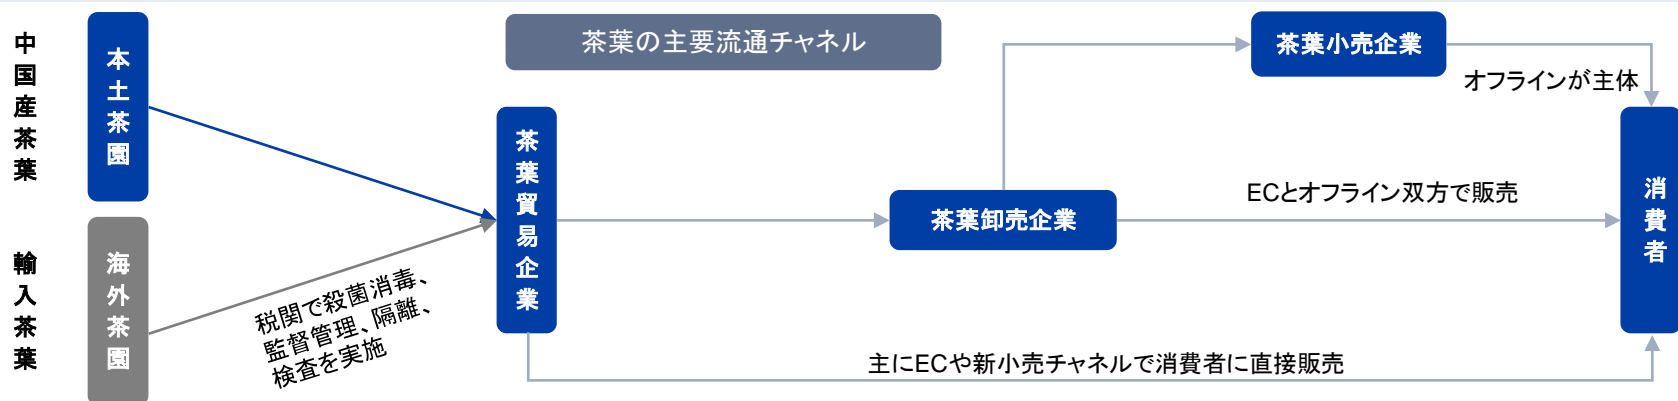 茶葉の主要流通チャネル
中国産茶葉
本土茶園
輸入茶葉
海外茶園
税関で殺菌消毒、
監督管理、隔離、
検査を実施
茶葉貿易企業
茶葉卸売企業
茶葉小売企業
オフラインが主体
ECとオフライン双方で販売
主にECや新小売チャネルで消費者に直接販売
消費者